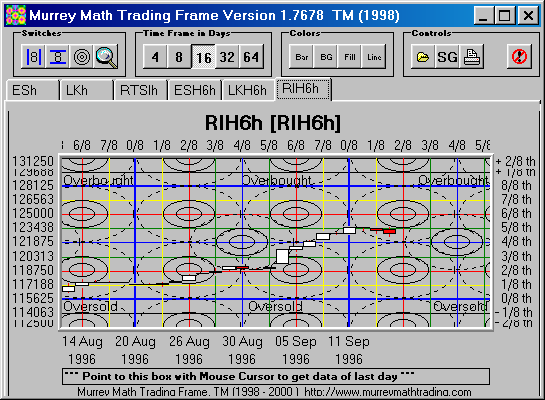 Murrey Math Trading Frame Version 1.7678 TM (1998)
Switches
Time Frame in Days
Colors
Controls
4 8 16 32 64
Bar BG Fill Line
SG
ESh LKh RTSIh ESH6h LKH6h RIH6h
RIH6h [RIH6h]
6/8 7/8 8/8 1/8 2/8 3/8 4/8 5/8 6/8 7/8 0/8 1/8 2/8 3/8 4/8 5/8
131250 + 2/8 th
129688 + 1/8 th
128125 Overbought Overbought Overbought 8/8 th
126563 7/8 th
125000 6/8 th
123438 5/8 th
121875 4/8 th
120313 3/8 th
118750 2/8 th
117188 1/8 th
115625 0/8 th
114063 Oversold Oversold Oversold - 1/8 th
112500 - 2/8 th
14 Aug 20 Aug 26 Aug 30 Aug 05 Sep 11 Sep
1996 1996 1996 1996 1996 1996
*** Point to this box with Mouse Cursor to get data of last day ***
Murrey Math Trading Frame, TM (1998 - 2000 ) http://www.murreymathtrading.com